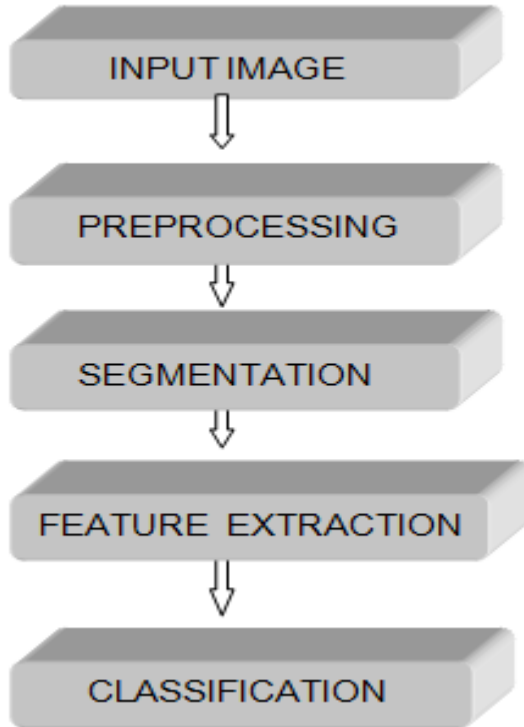 INPUT IMAGE
PREPROCESSING
SEGMENTATION
FEATURE EXTRACTION
CLASSIFICATION